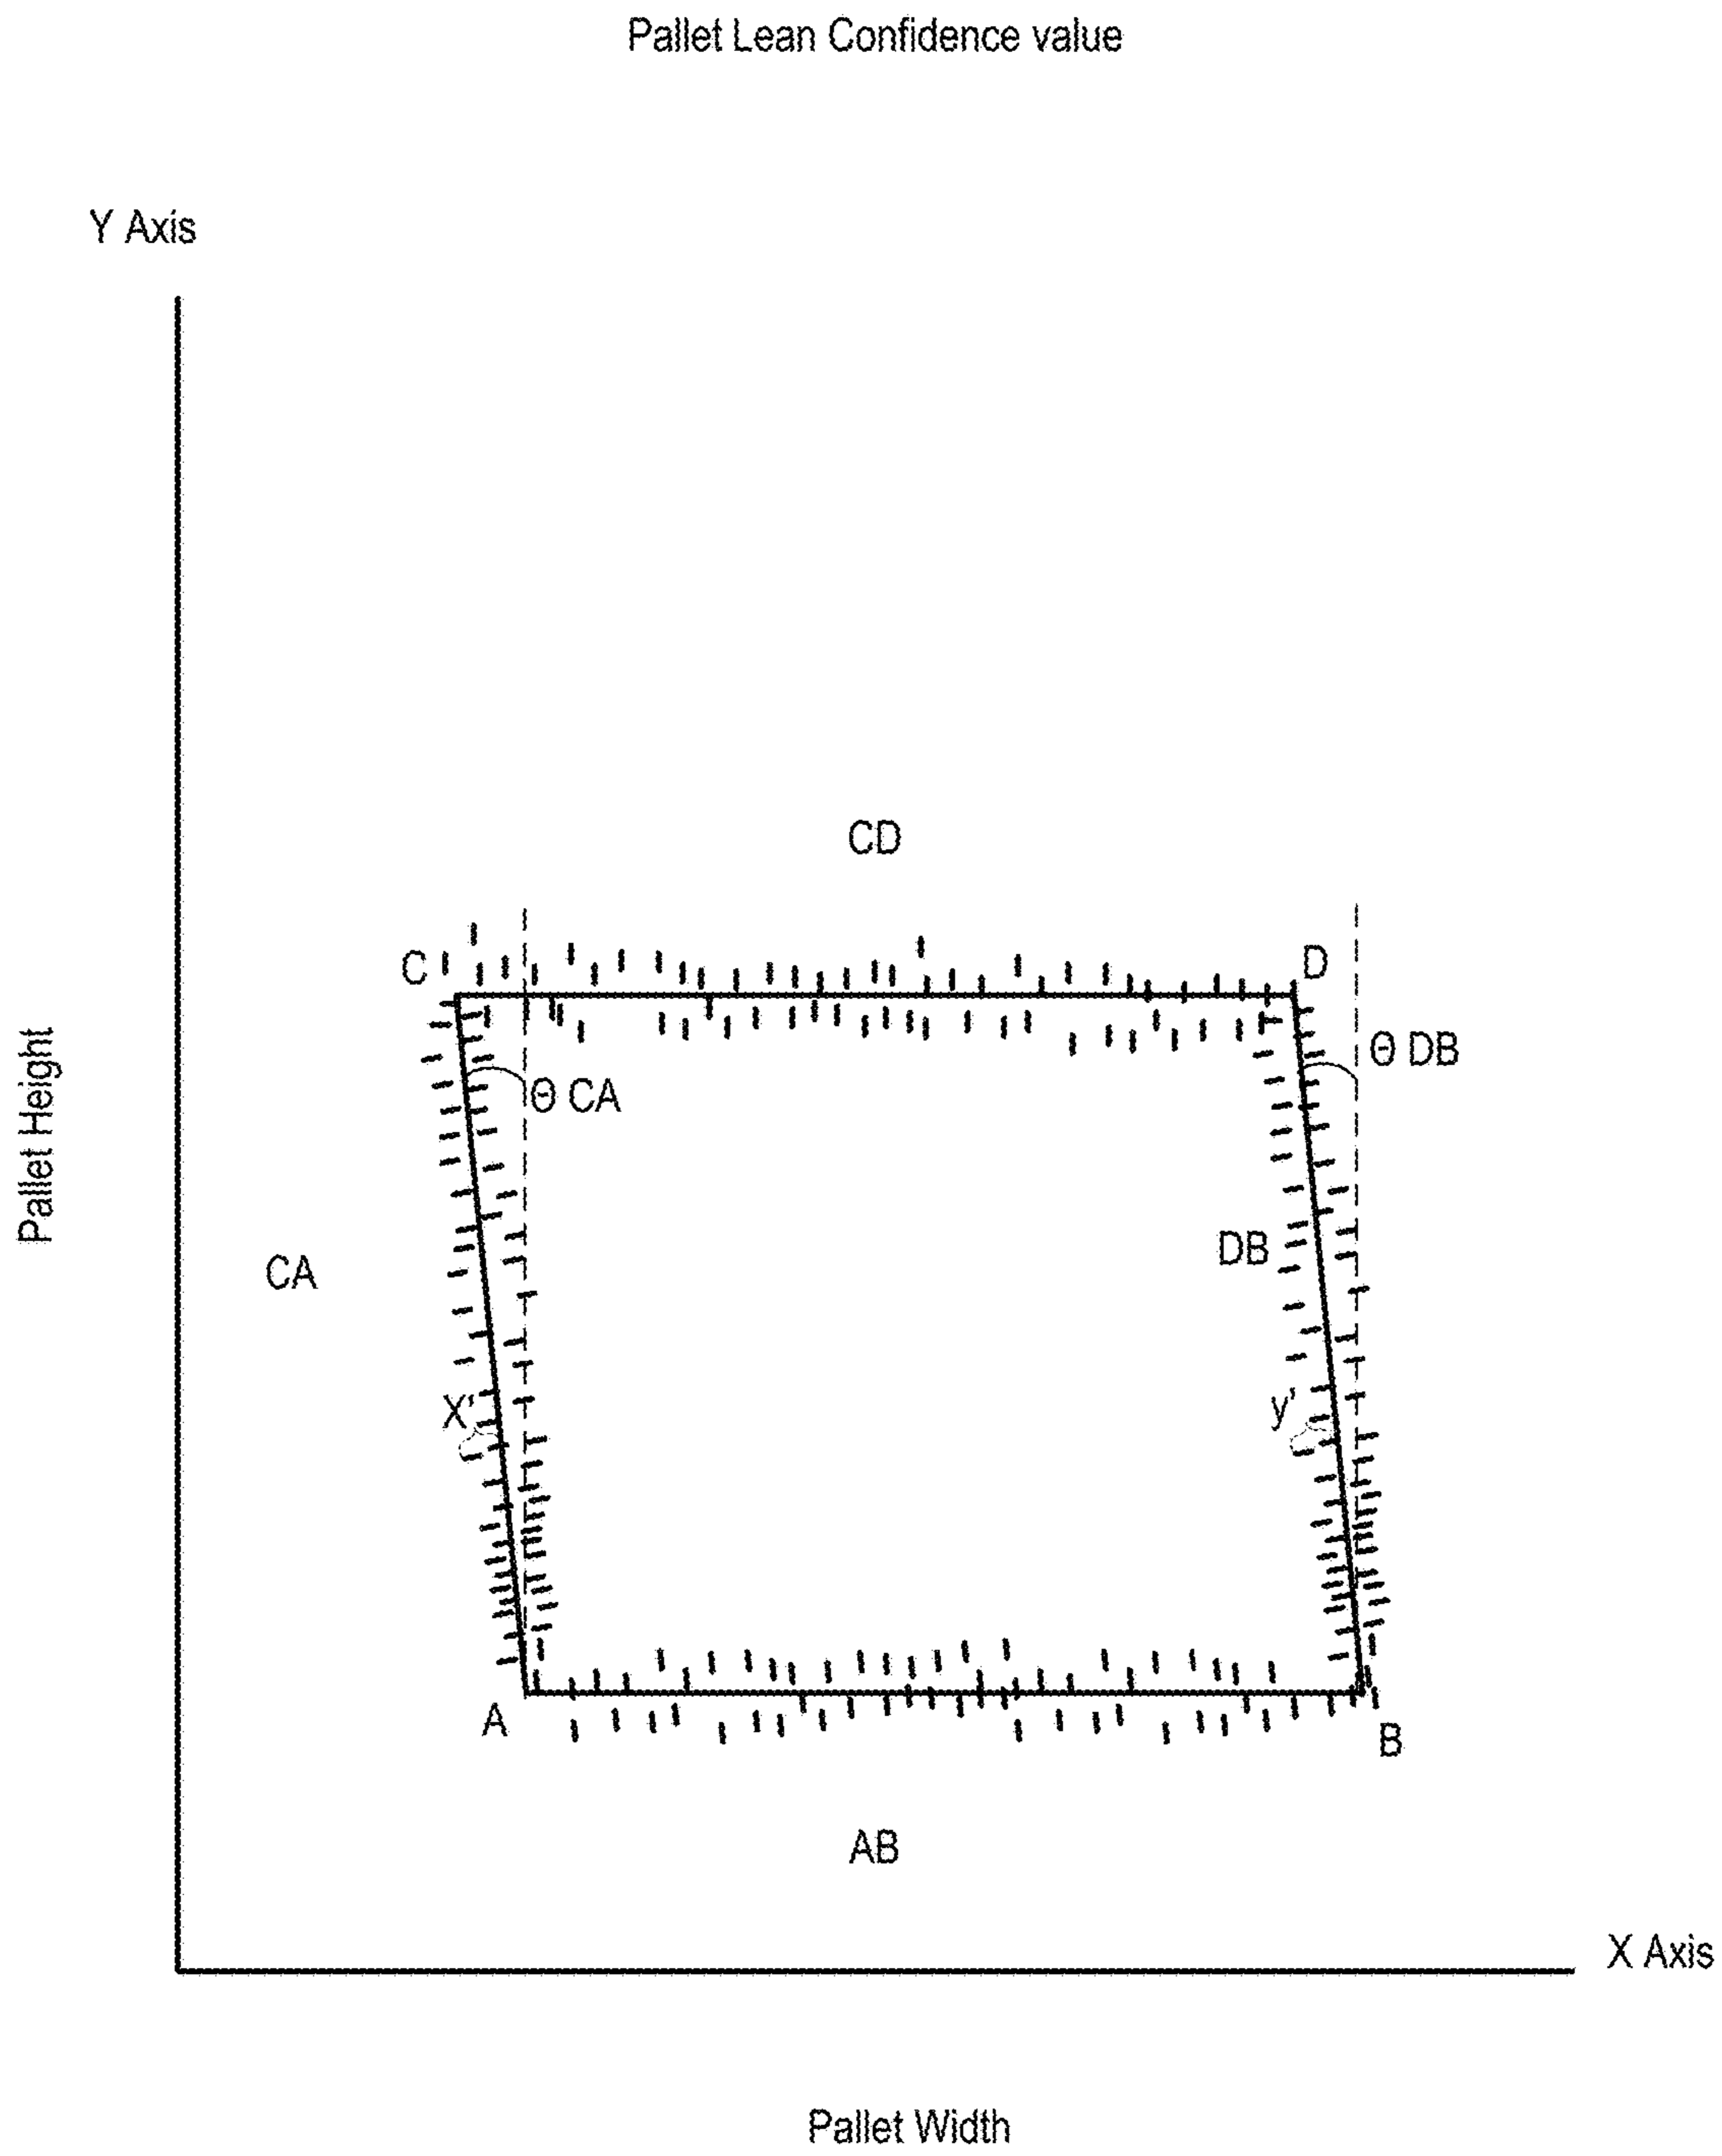 Pallet Lean Confidence value
Y Axis
CD
C
D
Θ DB
Θ CA
Pallet Height
DB
CA
X'
y'
A
B
AB
X Axis
Pallet Width